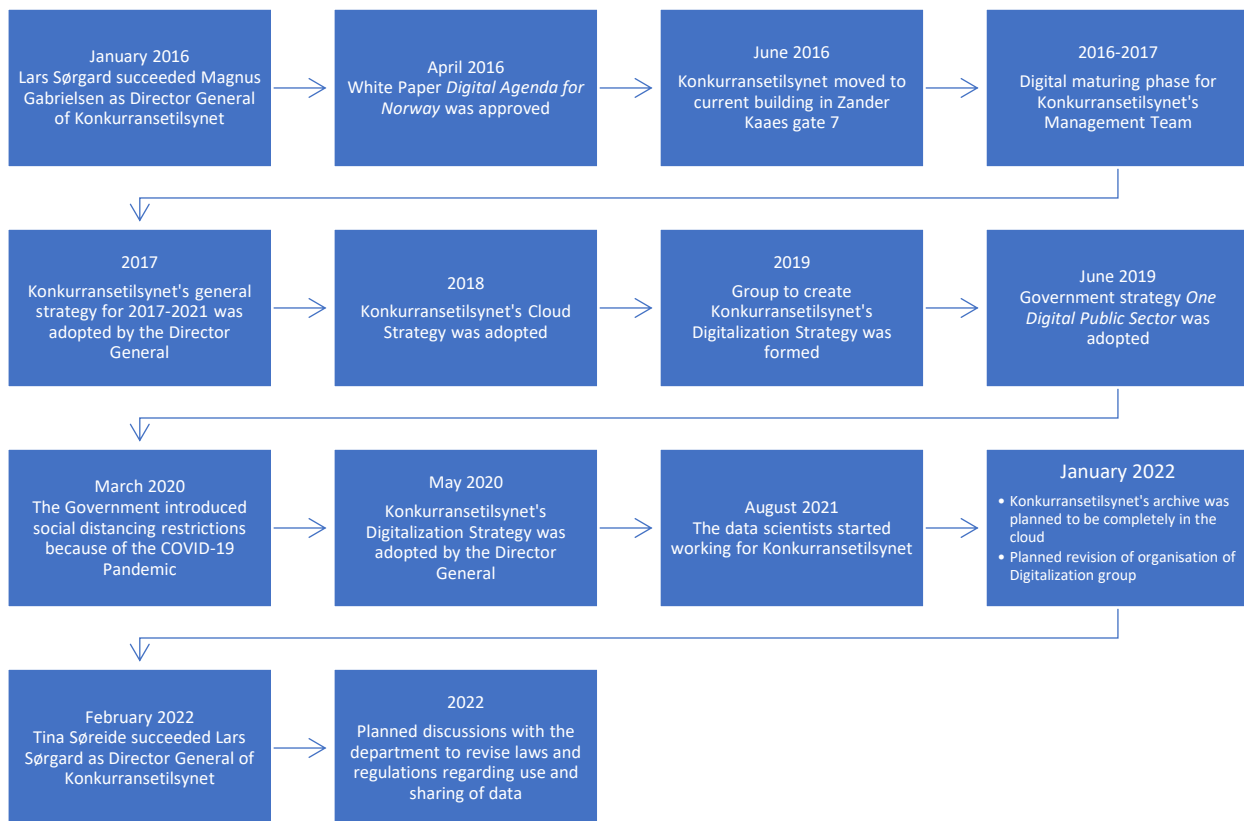 January 2016
Lars Sørgard succeeded Magnus
Gabrielsen as Director General
of Konkurransetilsynet
April 2016
White Paper Digital Agenda for
Norway was approved
June 2016
Konkurransetilsynet moved to
current building in Zander
Kaaes gate 7
2016-2017
Digital maturing phase for
Konkurransetilsynet's
Management Team
2017
Konkurransetilsynet's general
strategy for 2017-2021 was
adopted by the Director
General
2018
Konkurransetilsynet's Cloud
Strategy was adopted
2019
Group to create
Konkurransetilsynet's
Digitalization Strategy was
formed
June 2019
Government strategy One
Digital Public Sector was
adopted
March 2020
The Government introduced
social distancing restrictions
because of the COVID-19
Pandemic
May 2020
Konkurransetilsynet's
Digitalization Strategy was
adopted by the Director
General
August 2021
The data scientists started
working for Konkurransetilsynet
January 2022
• Konkurransetilsynet's archive was
planned to be completely in the
cloud
• Planned revision of organisation of
Digitalization group
February 2022
Tina Søreide succeeded Lars
Sørgard as Director General of
Konkurransetilsynet
2022
Planned discussions with the
department to revise laws and
regulations regarding use and
sharing of data